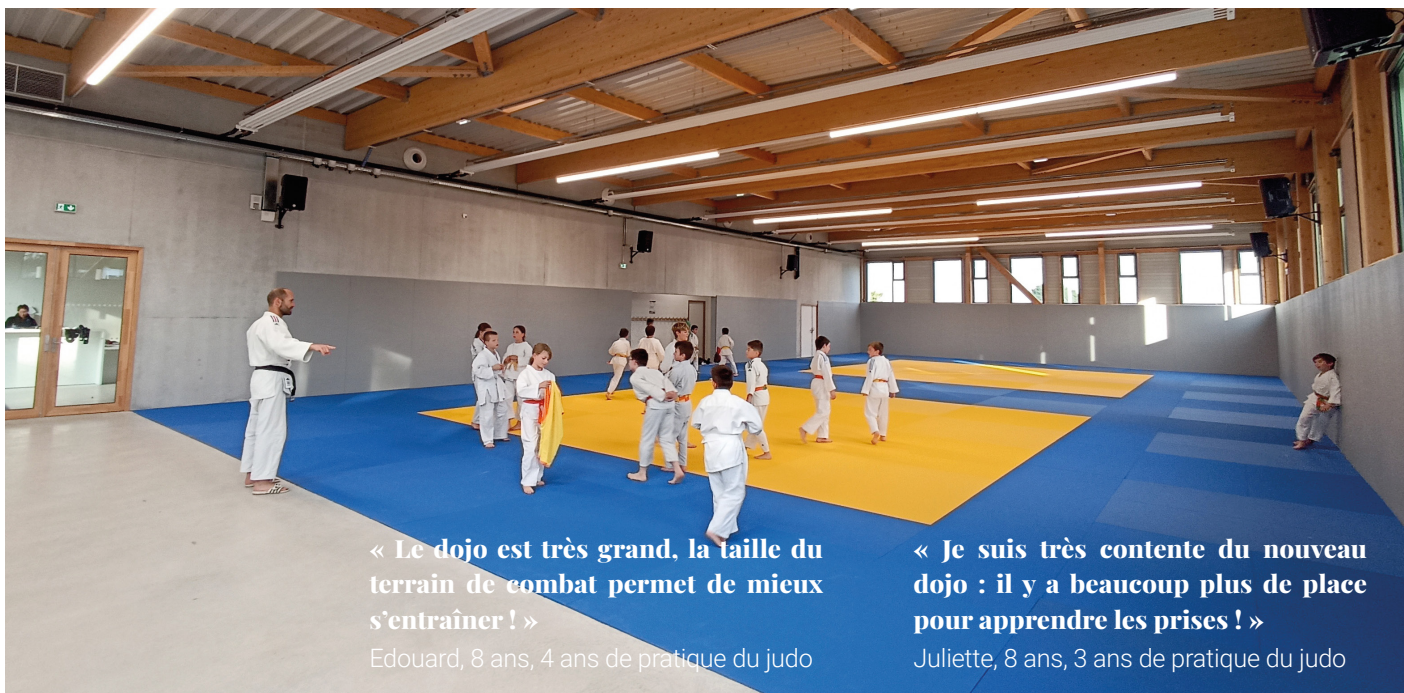 « Le dojo est très grand, la taille du
terrain de combat permet de mieux
s'entraîner ! »
Edouard, 8 ans, 4 ans de pratique du judo
« Je suis très contente du nouveau
dojo : il y a beaucoup plus de place
pour apprendre les prises ! »
Juliette, 8 ans, 3 ans de pratique du judo